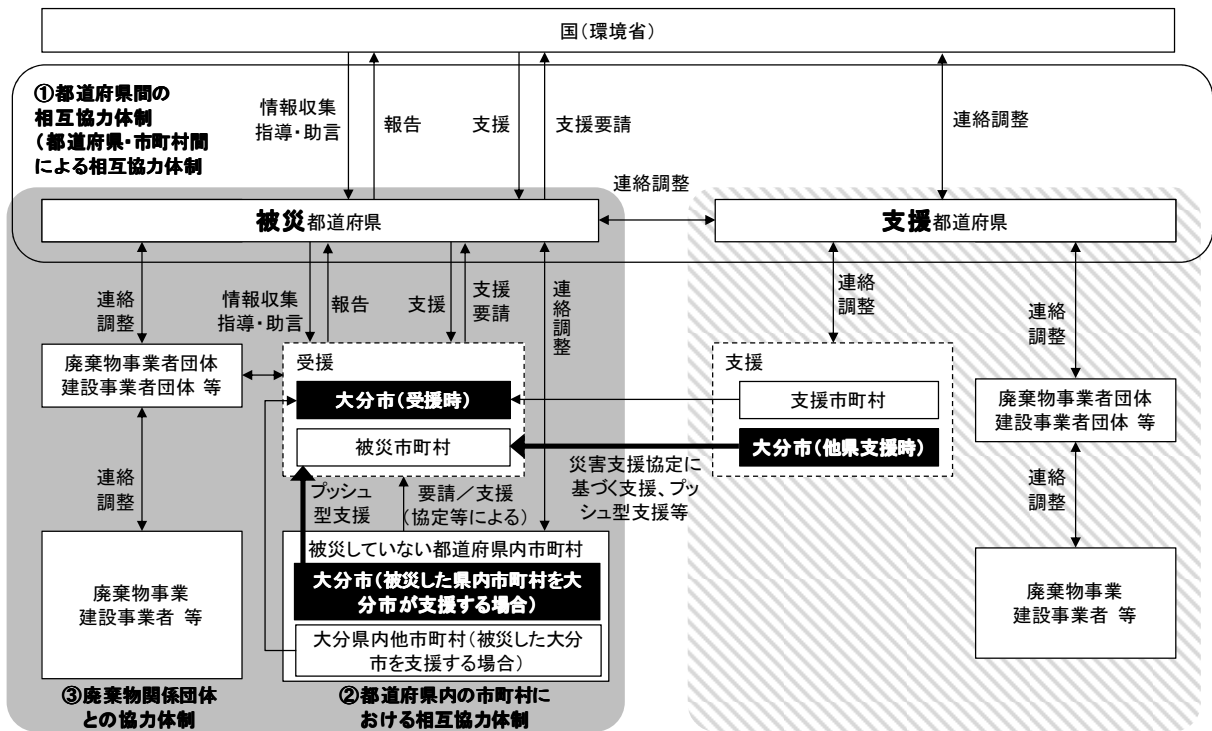 国(環境省)
①都道府県間の
相互協力体制
(都道府県・市町村間
による相互協力体制
情報収集
指導・助言
報告
支援
支援要請
連絡調整
連絡調整
被災都道府県
支援都道府県
連絡
調整
情報収集
指導・助言
報告
支援
支援
要請
連絡調整
連絡
調整
連絡
調整
廃棄物事業者団体
建設事業者団体 等
受援
大分市(受援時)
被災市町村
支援
支援市町村
大分市(他県支援時)
廃棄物事業者団体
建設事業者団体 等
連絡
調整
プッシュ
型支援
要請/支援
(協定等による)
災害支援協定に
基づく支援、プッ
シュ型支援等
連絡
調整
廃棄物事業
建設事業者 等
被災していない都道府県内市町村
大分市(被災した県内市町村を大
分市が支援する場合)
大分県内他市町村(被災した大分
市を支援する場合)
廃棄物事業
建設事業者 等
③廃棄物関係団体
との協力体制
②都道府県内の市町村に
おける相互協力体制